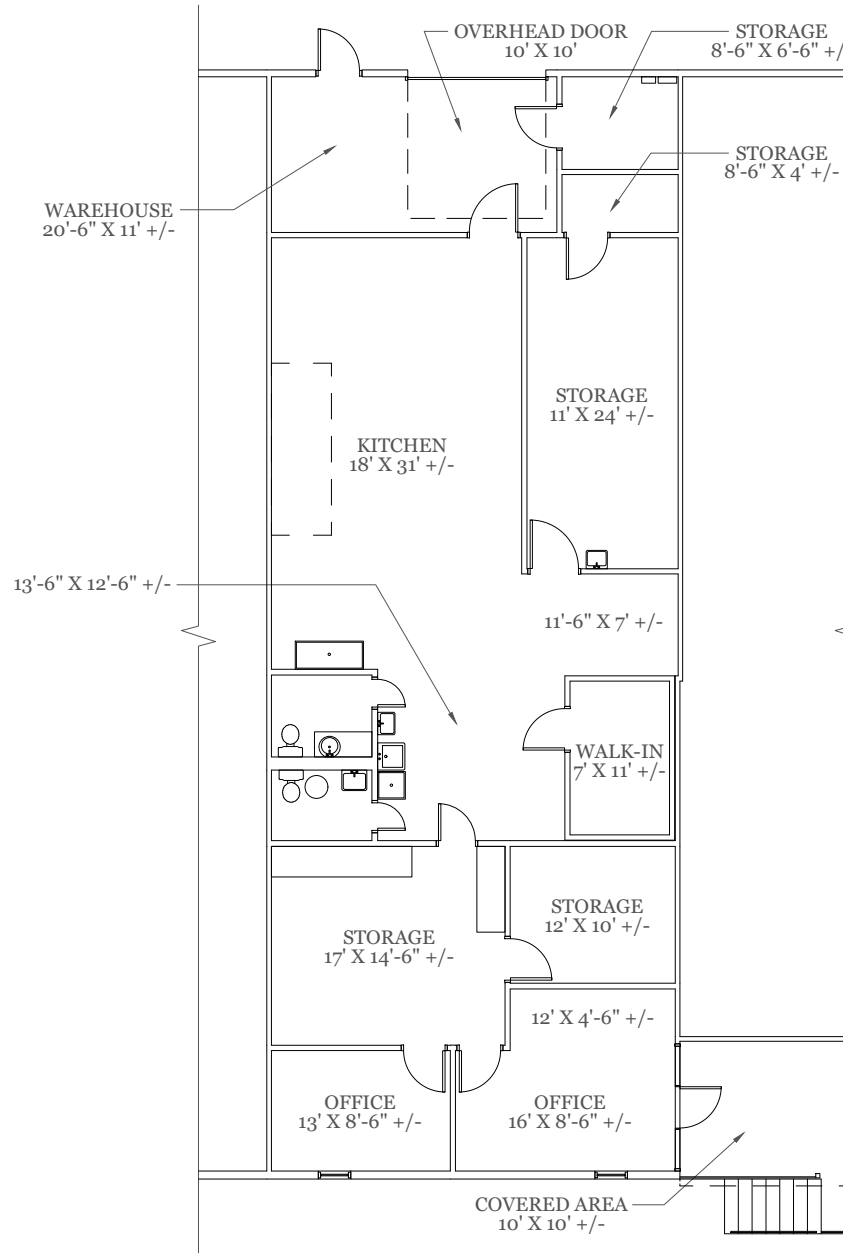 OVERHEAD DOOR
10' X 10'
STORAGE
8'-6" X 6'-6" +/
STORAGE
8'-6" X 4' +/-
WAREHOUSE
20'-6" X 11' +/-
STORAGE
11' X 24' +/-
KITCHEN
18' X 31' +/-
13'-6" X 12'-6" +/-
11'-6" X 7' +/-
WALK-IN
7' X 11' +/-
STORAGE
12' X 10' +/-
STORAGE
17' X 14'-6" +/-
12' X 4'-6" +/-
OFFICE
13' X 8'-6" +/-
OFFICE
16' X 8'-6" +/-
COVERED AREA
10' X 10' +/-